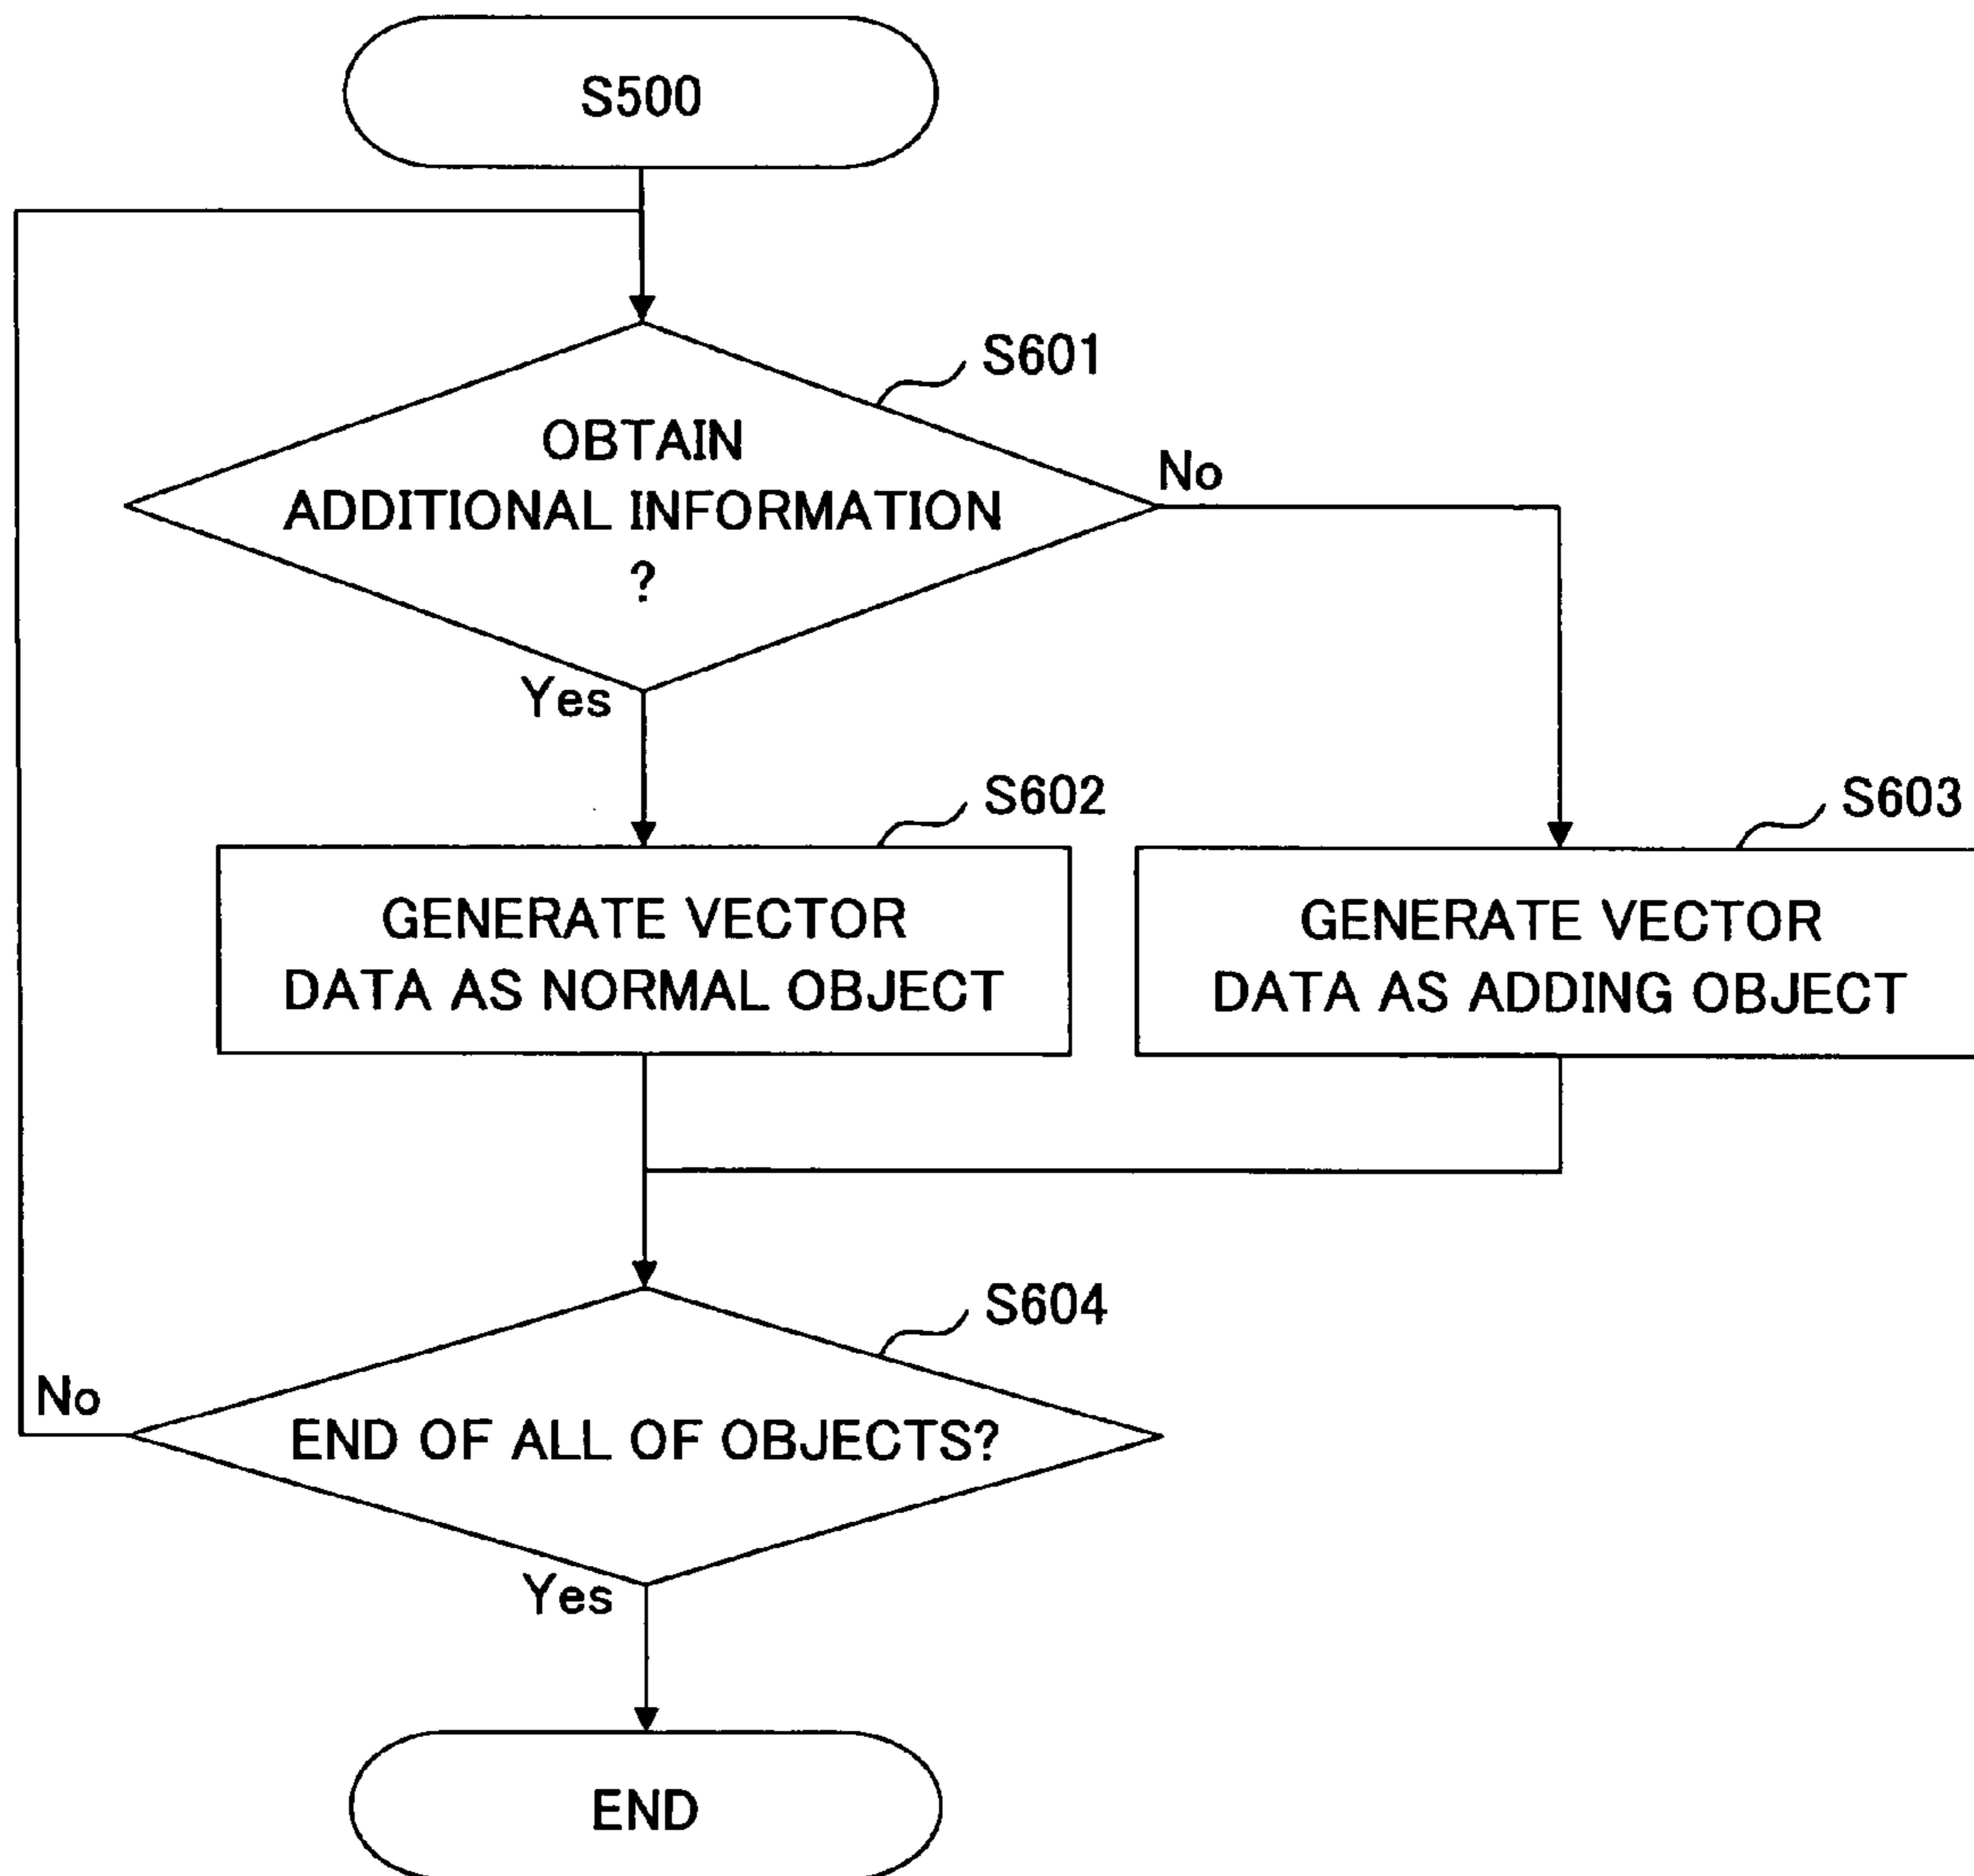 S500
S601
OBTAIN
ADDITIONAL INFORMATION
?
No
Yes
S602
GENERATE VECTOR
DATA AS NORMAL OBJECT
S603
GENERATE VECTOR
DATA AS ADDING OBJECT
S604
END OF ALL OF OBJECTS?
No
Yes
END